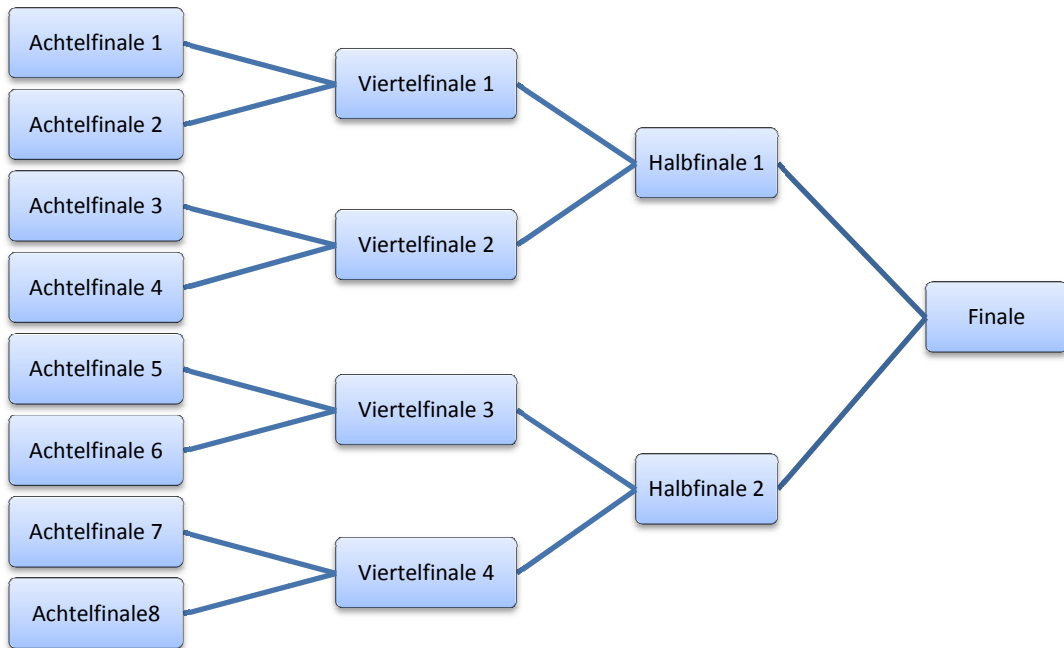 Achtelfinale 1
Achtelfinale 2
Achtelfinale 3
Achtelfinale 4
Achtelfinale 5
Achtelfinale 6
Achtelfinale 7
Achtelfinale8
Viertelfinale 1
Viertelfinale 2
Viertelfinale 3
Viertelfinale 4
Halbfinale 1
Halbfinale 2
Finale